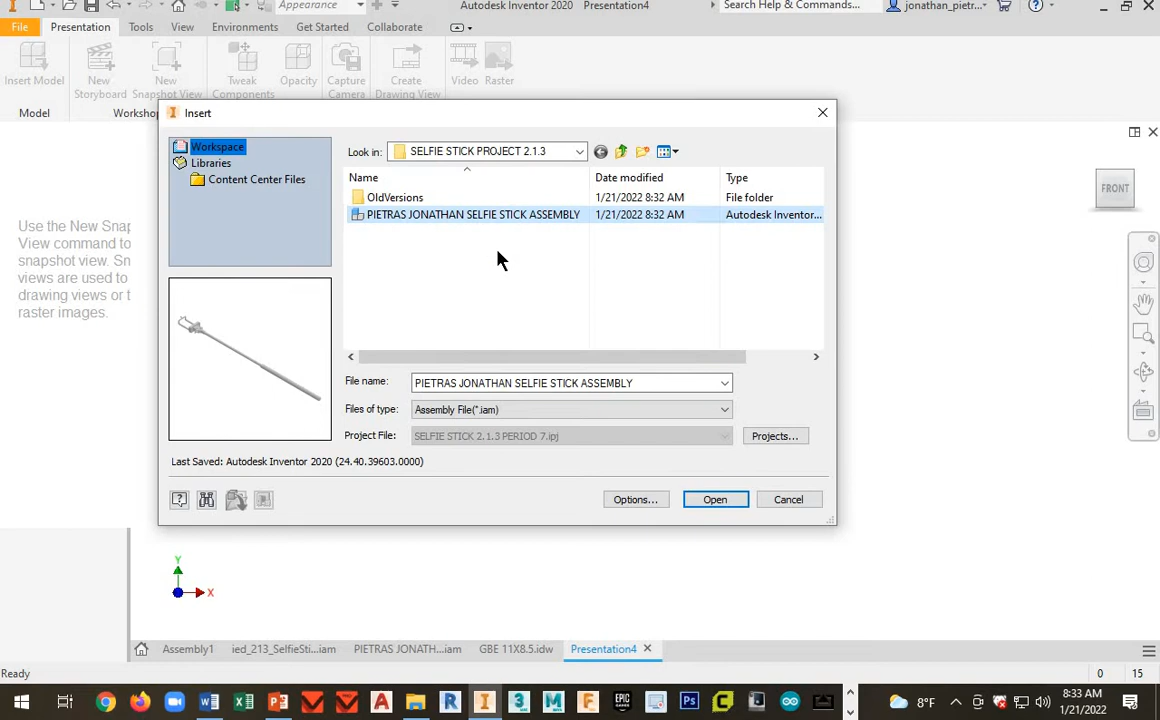 Appearance
Autodesk Inventor 2020 Presentation4
Search Help & Commands...
jonathan_pietr...
File
Presentation
Tools
View
Environments
Get Started
Collaborate
Insert Model
New Storyboard
New Snapshot View
Tweak Components
Opacity
Capture Camera
Create Drawing View
Video
Raster
Model
Worksho
Insert
Workspace
Libraries
Content Center Files
Look in:
SELFIE STICK PROJECT 2.1.3
Name
Date modified
Type
OldVersions
1/21/2022 8:32 AM
File folder
PIETRAS JONATHAN SELFIE STICK ASSEMBLY
1/21/2022 8:32 AM
Autodesk Inventor...
Use the New Snap
View command to
snapshot view. Sn
views are used to
drawing views or t
raster images.
FRONT
File name:
PIETRAS JONATHAN SELFIE STICK ASSEMBLY
Files of type:
Assembly File(*.iam)
Project File:
SELFIE STICK 2.1.3 PERIOD 7.ipj
Projects...
Last Saved: Autodesk Inventor 2020 (24.40.39603.0000)
Options...
Open
Cancel
Y
X
Assembly1
ied_213_SelfieSti...iam
PIETRAS JONATH...iam
GBE 11X8.5.idw
Presentation4
Ready
0
15
8°F
8:33 AM
1/21/2022